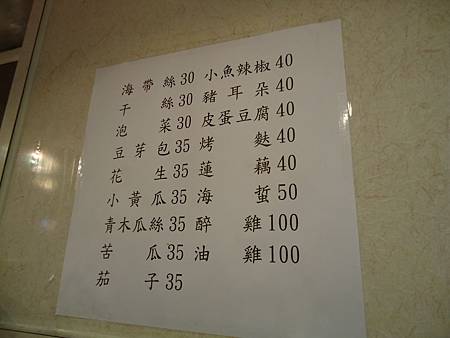 海帶絲30 小魚辣椒40
干絲30 豬耳朵40
泡菜30 皮蛋豆腐40
豆芽包35 烤麩40
花生35 蓮藕40
小黃瓜35 海蜇50
青木瓜絲35 醉雞100
苦瓜35 油雞100
茄子35